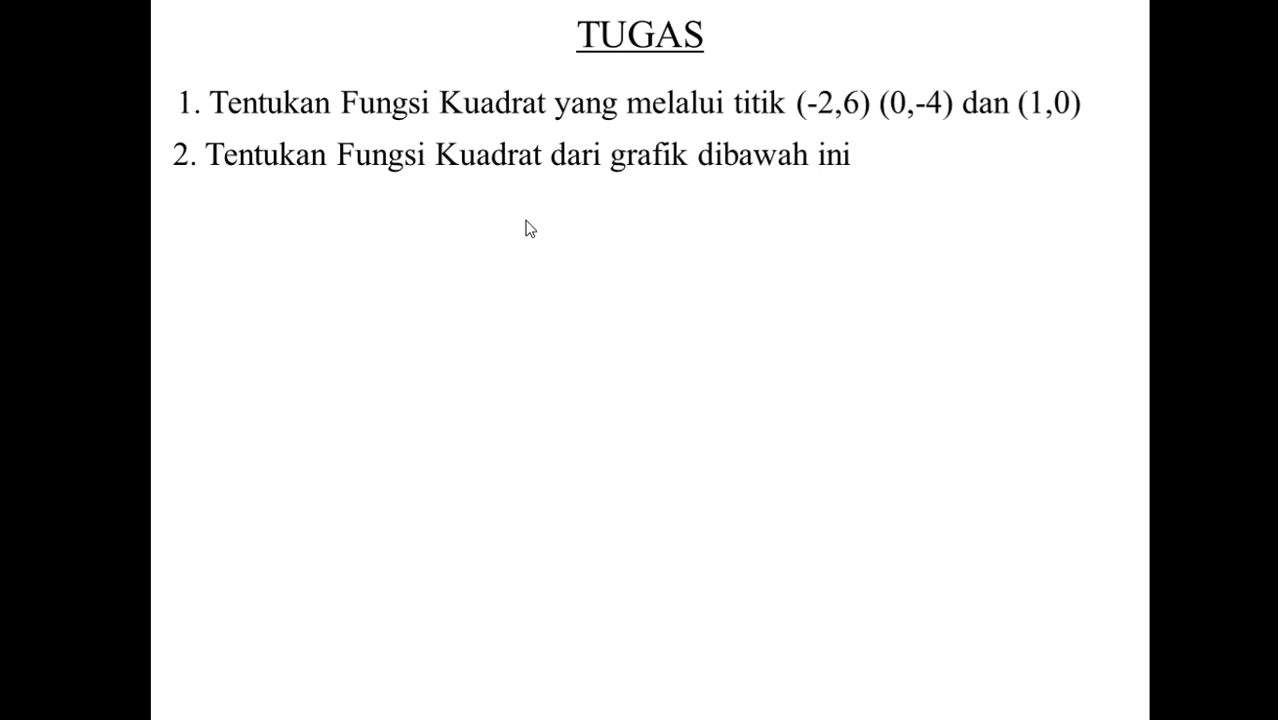 TUGAS
1. Tentukan Fungsi Kuadrat yang melalui titik (-2,6) (0,-4) dan (1,0)
2. Tentukan Fungsi Kuadrat dari grafik dibawah ini